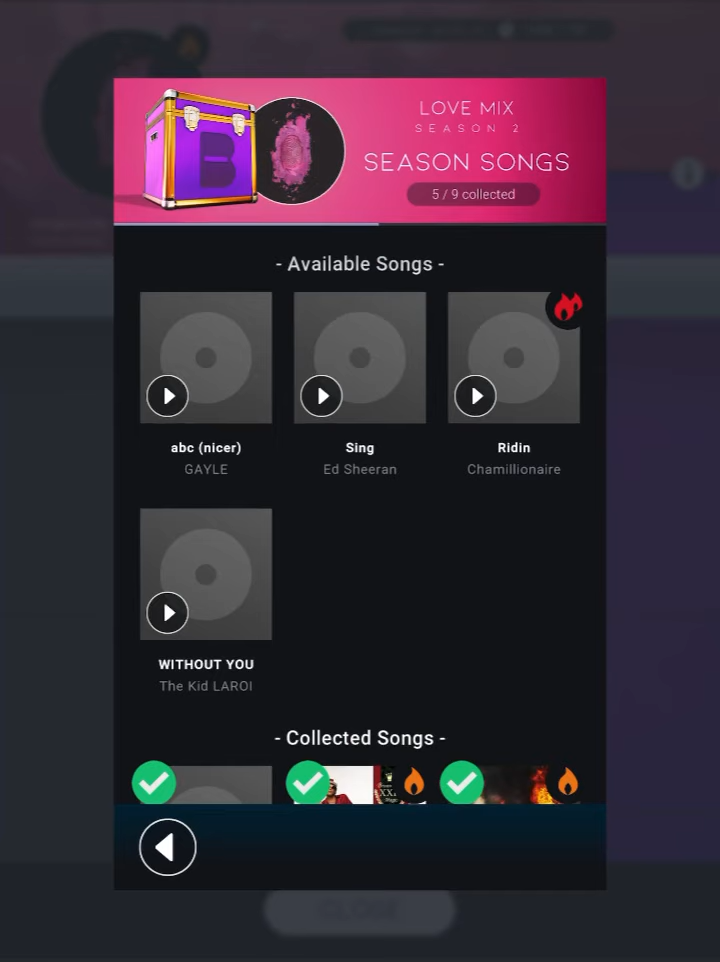 LOVE MIX
SEASON 2
SEASON SONGS
5 / 9 collected
B
- Available Songs -
abc (nicer)
GAYLE
Sing
Ed Sheeran
Ridin
Chamillionaire
WITHOUT YOU
The Kid LAROI
- Collected Songs -
CLOSE